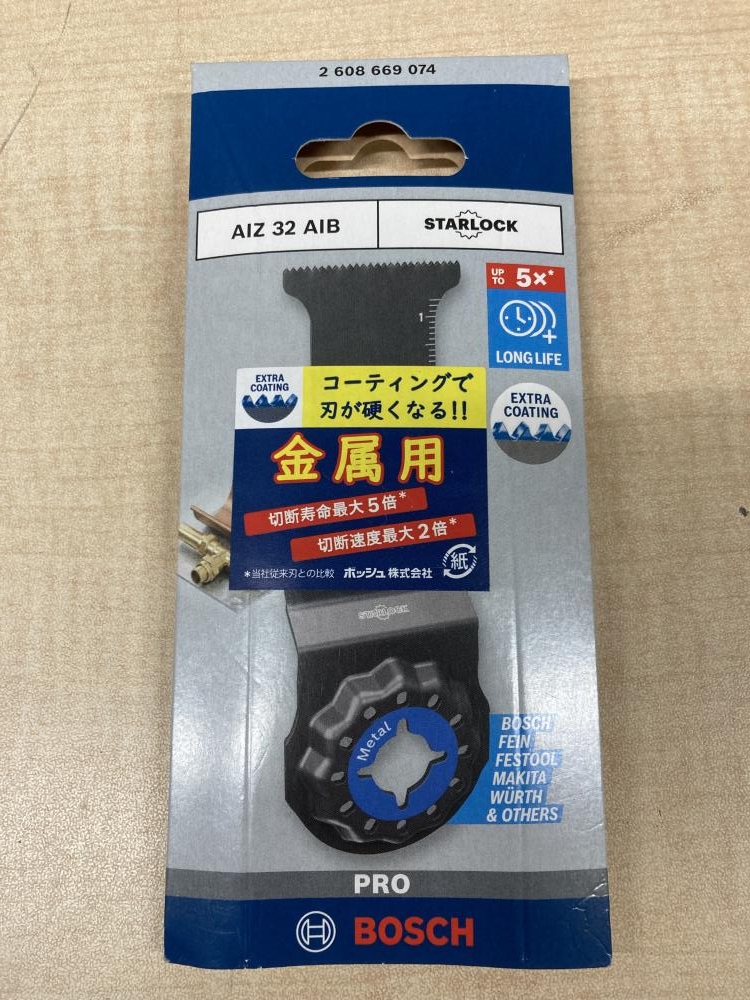 2 608 669 074
AIZ 32 AIB
STARLOCK
UP TO 5×*
LONG LIFE
1
EXTRA
COATING
EXTRA
COATING
コーティングで
刃が硬くなる!!
金属用
切断寿命最大5倍*
切断速度最大2倍*
*当社従来刃との比較 ボッシュ株式会社
紙
STARLOCK
Metal
BOSCH
FEIN
FESTOOL
MAKITA
WÜRTH
& OTHERS
PRO
BOSCH